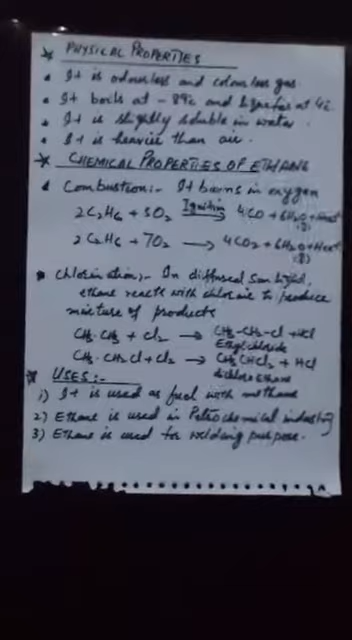 * PHYSICAL PROPERTIES
• It is odourless and colourless gas.
• It boils at -89c and liquefies at 4c
• It is slightly soluble in water.
• It is heavier than air.
* CHEMICAL PROPERTIES OF ETHANE
• Combustion:- It burns in oxygen
2C2H6 + 5O2 Ignition → 4CO + 6H2O + Heat
(g)
2C2H6 + 7O2 → 4CO2 + 6H2O + Heat
(g)
• Chlorination:- In diffused Sun light,
ethane reacts with chlorine to produce
mixture of products
CH3-CH3 + Cl2 → CH3-CH2-Cl + HCl
Ethylchloride
CH3-CH2Cl + Cl2 → CH3CHCl2 + HCl
dichloro Ethane
* USES:-
1) It is used as fuel with methane
2) Ethane is used in Petrochemical industry
3) Ethane is used for welding purpose.